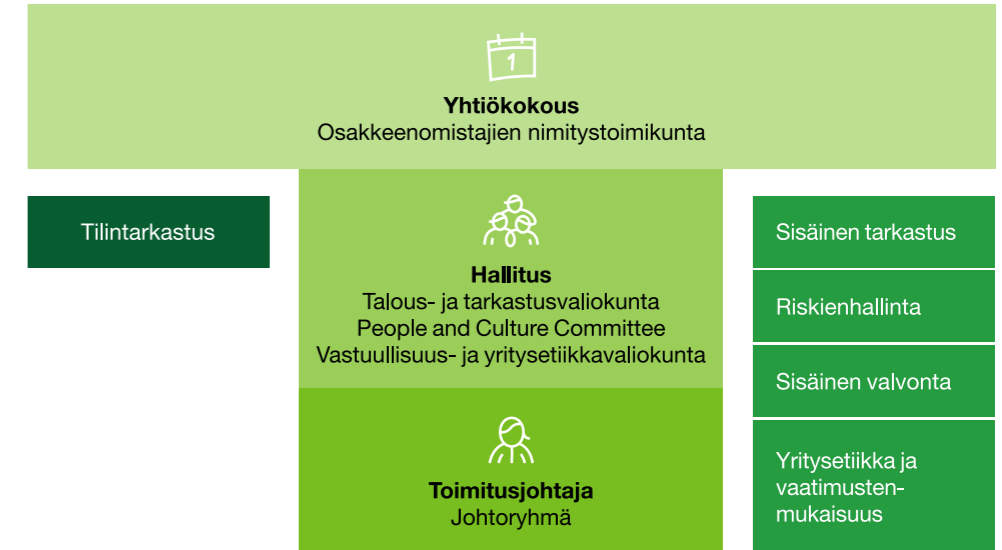 1
Yhtiökokous
Osakkeenomistajien nimitystoimikunta
Tilintarkastus
Hallitus
Talous- ja tarkastusvaliokunta
People and Culture Committee
Vastuullisuus- ja yritysetiikkavaliokunta
Toimitusjohtaja
Johtoryhmä
Sisäinen tarkastus
Riskienhallinta
Sisäinen valvonta
Yritysetiikka ja
vaatimusten-
mukaisuus